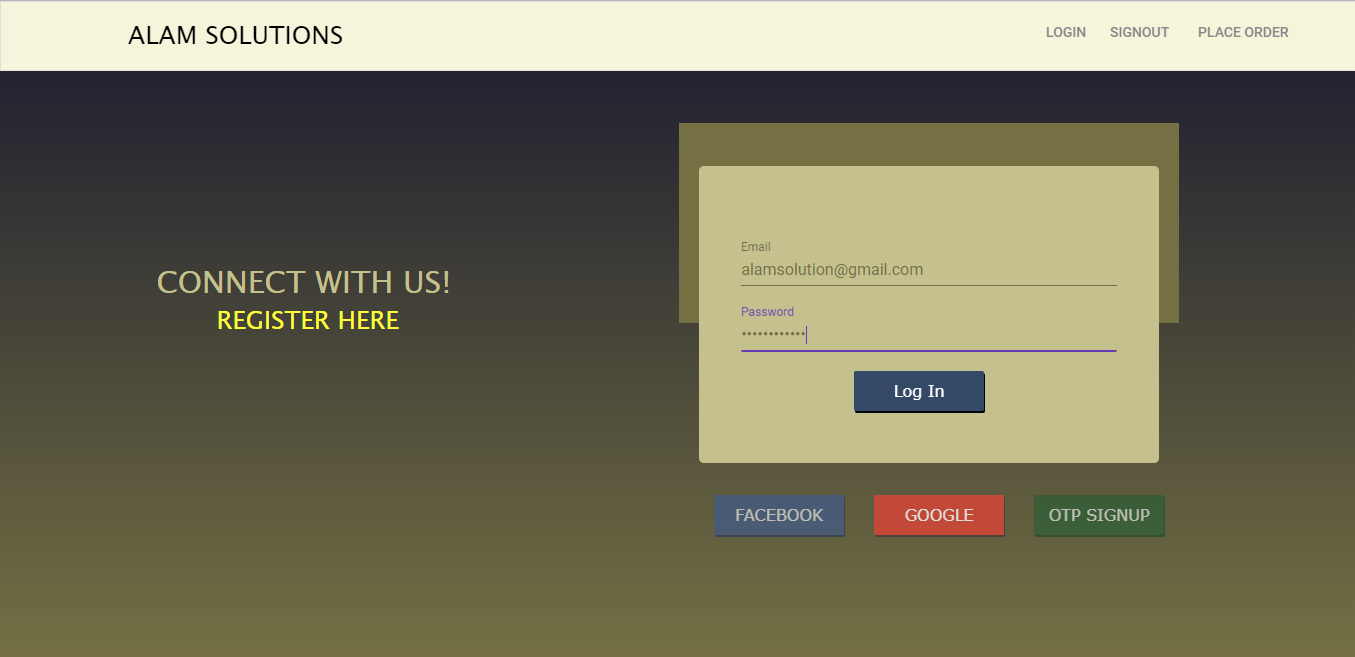 ALAM SOLUTIONS
LOGIN SIGNOUT PLACE ORDER
CONNECT WITH US!
REGISTER HERE
Email
alamsolution@gmail.com
Password
••••••••••••
Log In
FACEBOOK GOOGLE OTP SIGNUP